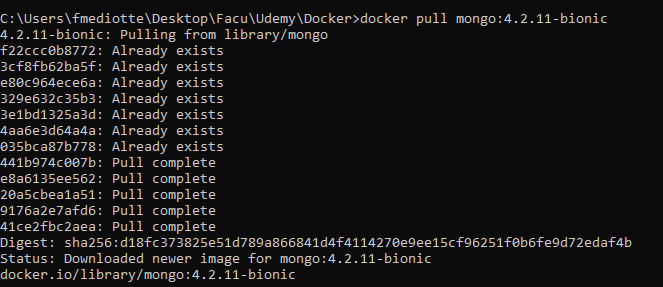 C:\Users\fmediotte\Desktop\Facu\Udemy\Docker>docker pull mongo:4.2.11-bionic
4.2.11-bionic: Pulling from library/mongo
f22ccc0b8772: Already exists
3cf8fb62ba5f: Already exists
e80c964ece6a: Already exists
329e632c35b3: Already exists
3e1bd1325a3d: Already exists
4aa6e3d64a4a: Already exists
035bca87b778: Already exists
441b974c007b: Pull complete
e8a6135ee562: Pull complete
20a5cbea1a51: Pull complete
9176a2e7afd6: Pull complete
41ce2fbc2aea: Pull complete
Digest: sha256:d18fc373825e51d789a866841d4f4114270e9ee15cf96251f0b6fe9d72edaf4b
Status: Downloaded newer image for mongo:4.2.11-bionic
docker.io/library/mongo:4.2.11-bionic